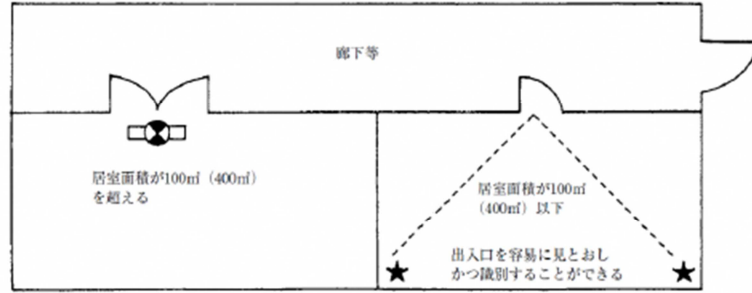 廊下等
居室面積が100㎡（400㎡）
を超える
居室面積が100㎡
（400㎡）以下
出入口を容易に見とおし
かつ識別することができる